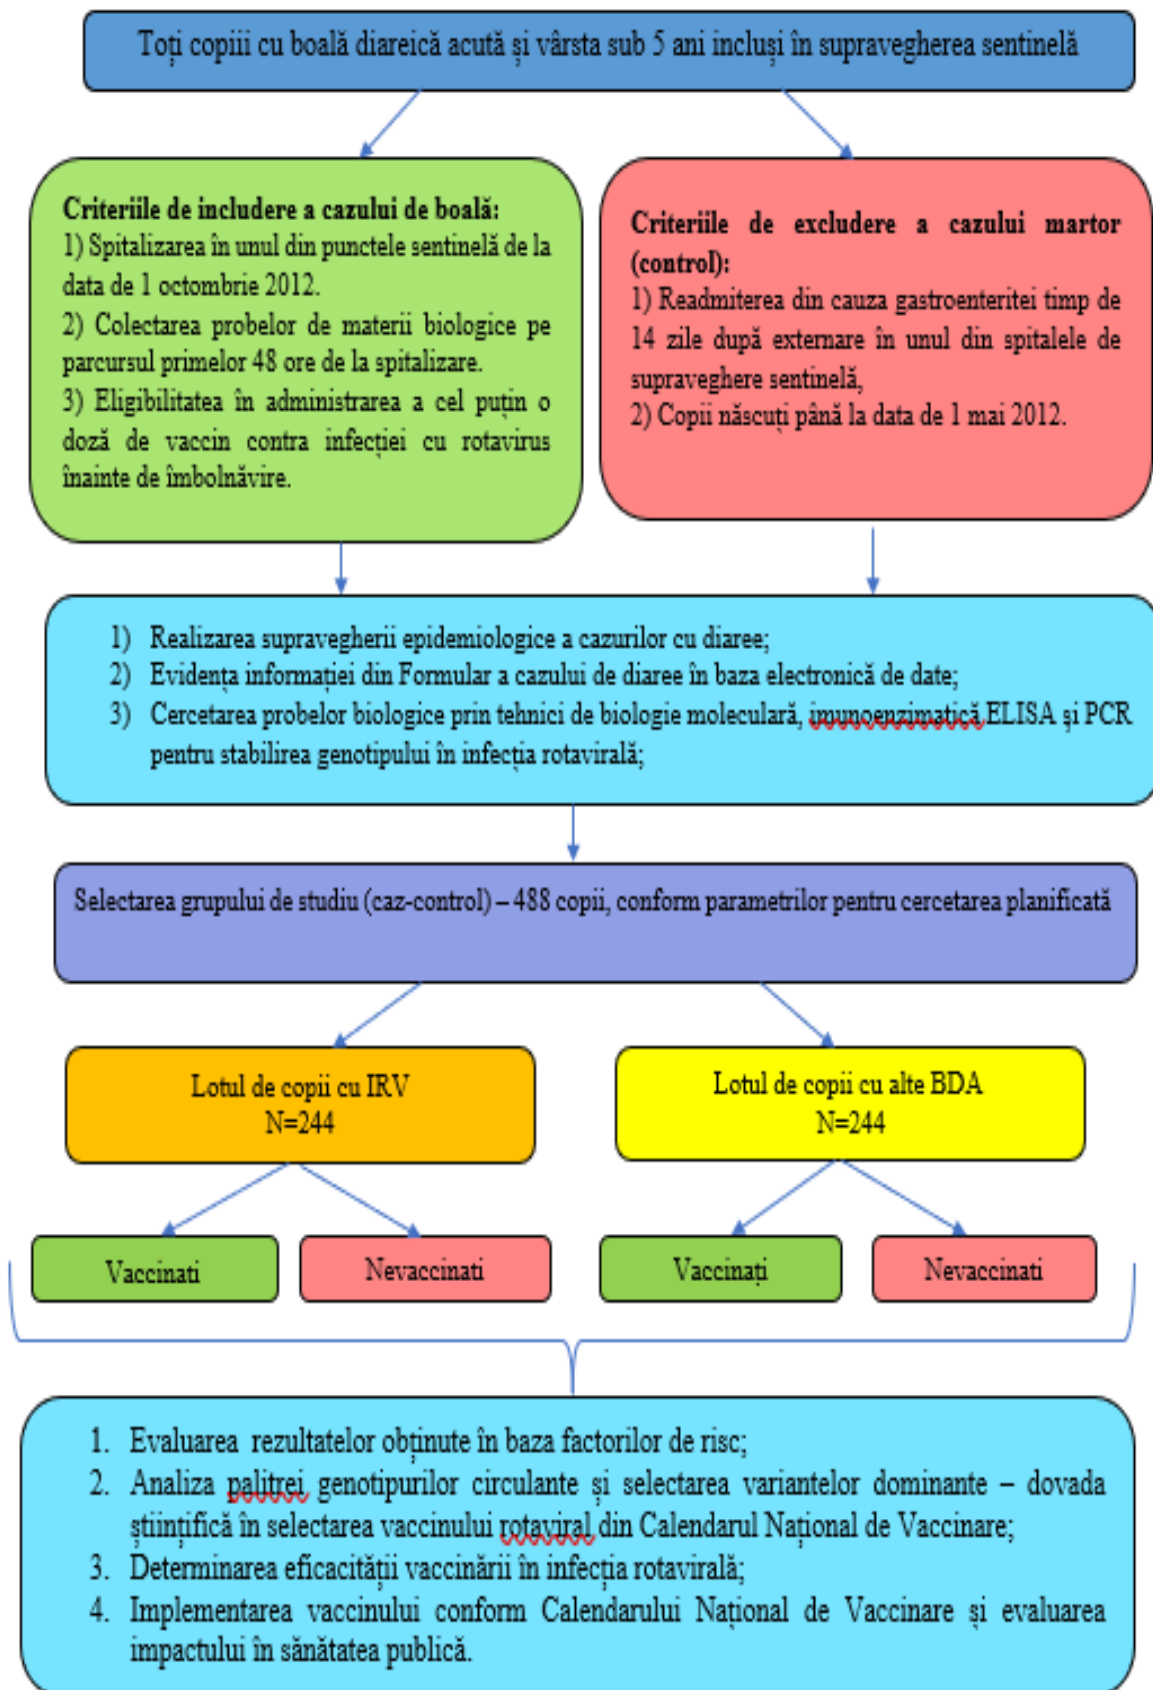 Toți copiii cu boală diareică acută și vârsta sub 5 ani incluși în supravegherea sentinelă
Criteriile de includere a cazului de boală:
1) Spitalizarea în unul din punctele sentinelă de la
data de 1 octombrie 2012.
2) Colectarea probelor de materii biologice pe
parcursul primelor 48 ore de la spitalizare.
3) Eligibilitatea în administrarea a cel puțin o
doză de vaccin contra infecției cu rotavirus
înainte de îmbolnăvire.
Criteriile de excludere a cazului martor
(control):
1) Readmiterea din cauza gastroenteritei timp de
14 zile după externare în unul din spitalele de
supraveghere sentinelă,
2) Copii născuți până la data de 1 mai 2012.
1) Realizarea supravegherii epidemiologice a cazurilor cu diaree;
2) Evidența informației din Formular a cazului de diaree în baza electronică de date;
3) Cercetarea probelor biologice prin tehnici de biologie moleculară, imunoenzimatică ELISA și PCR
pentru stabilirea genotipului în infecția rotavirală;
Selectarea grupului de studiu (caz-control) – 488 copii, conform parametrilor pentru cercetarea planificată
Lotul de copii cu IRV
N=244
Lotul de copii cu alte BDA
N=244
Vaccinati
Nevaccinati
Vaccinați
Nevaccinati
1. Evaluarea rezultatelor obținute în baza factorilor de risc;
2. Analiza palitrei genotipurilor circulante și selectarea variantelor dominante – dovada
științifică în selectarea vaccinului rotaviral din Calendarul Național de Vaccinare;
3. Determinarea eficacității vaccinării în infecția rotavirală;
4. Implementarea vaccinului conform Calendarului Național de Vaccinare și evaluarea
impactului în sănătatea publică.